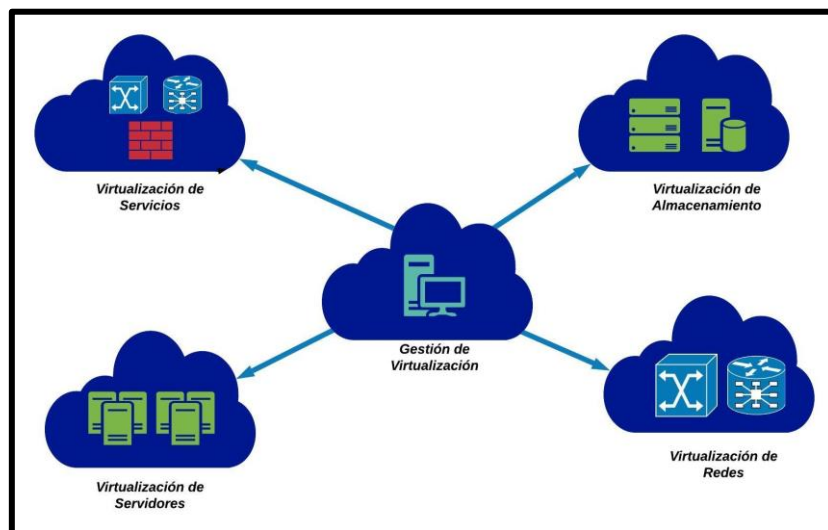 Virtualización de
Servicios
Virtualización de
Almacenamiento
Gestión de
Virtualización
Virtualización de
Servidores
Virtualización de
Redes